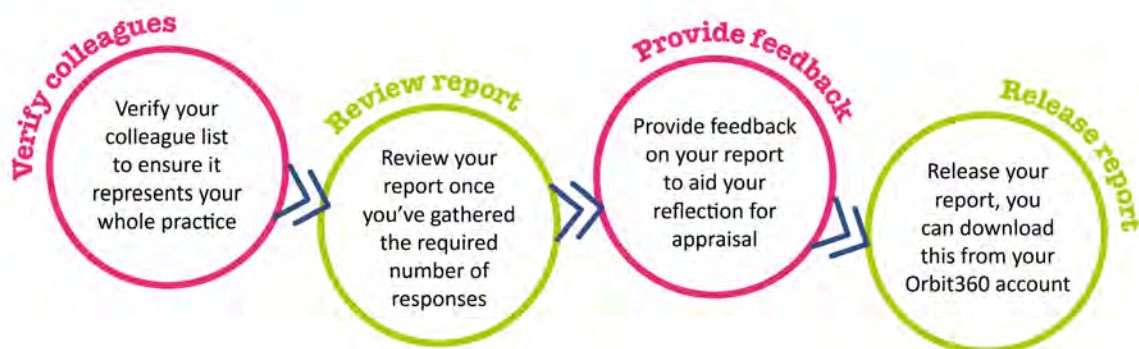 Verify colleagues
Verify your
colleague list
to ensure it
represents your
whole practice
Review report
Review your
report once
you've gathered
the required
number of
responses
Provide feedback
Provide feedback
on your report
to aid your
reflection for
appraisal
Release report
Release your
report, you
can download
this from your
Orbit360 account